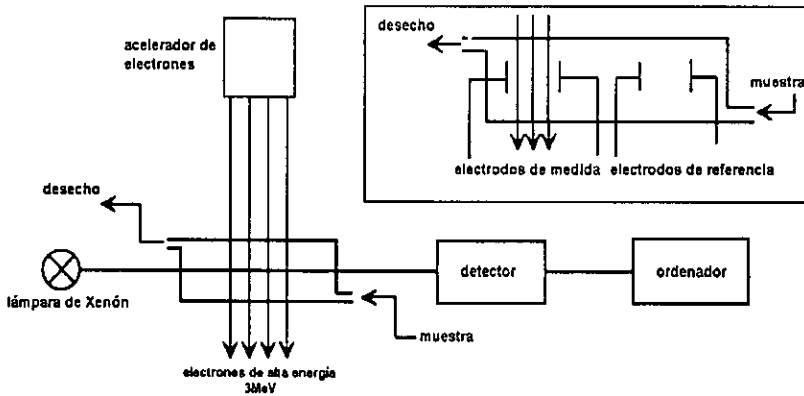 acelerador de
electrones
desecho
muestra
electrodos de medida electrodos de referencia
desecho
lámpara de Xenón
detector
ordenador
muestra
electrones de alta energía
3MeV